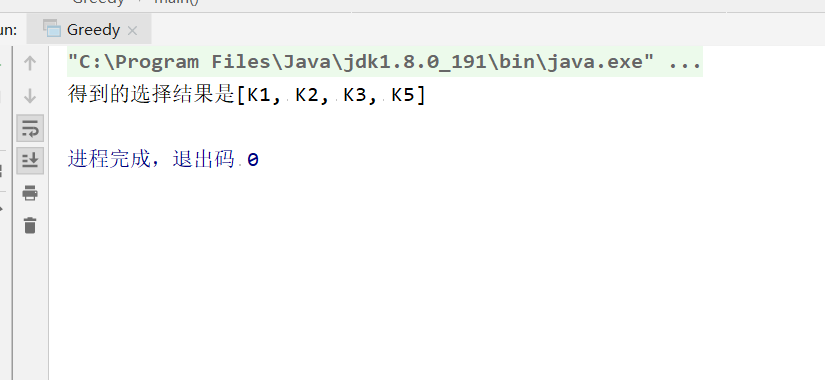 Greedy main()
un: Greedy
"C:\Program Files\Java\jdk1.8.0_191\bin\java.exe" ...
得到的选择结果是[K1, K2, K3, K5]
进程完成，退出码 0